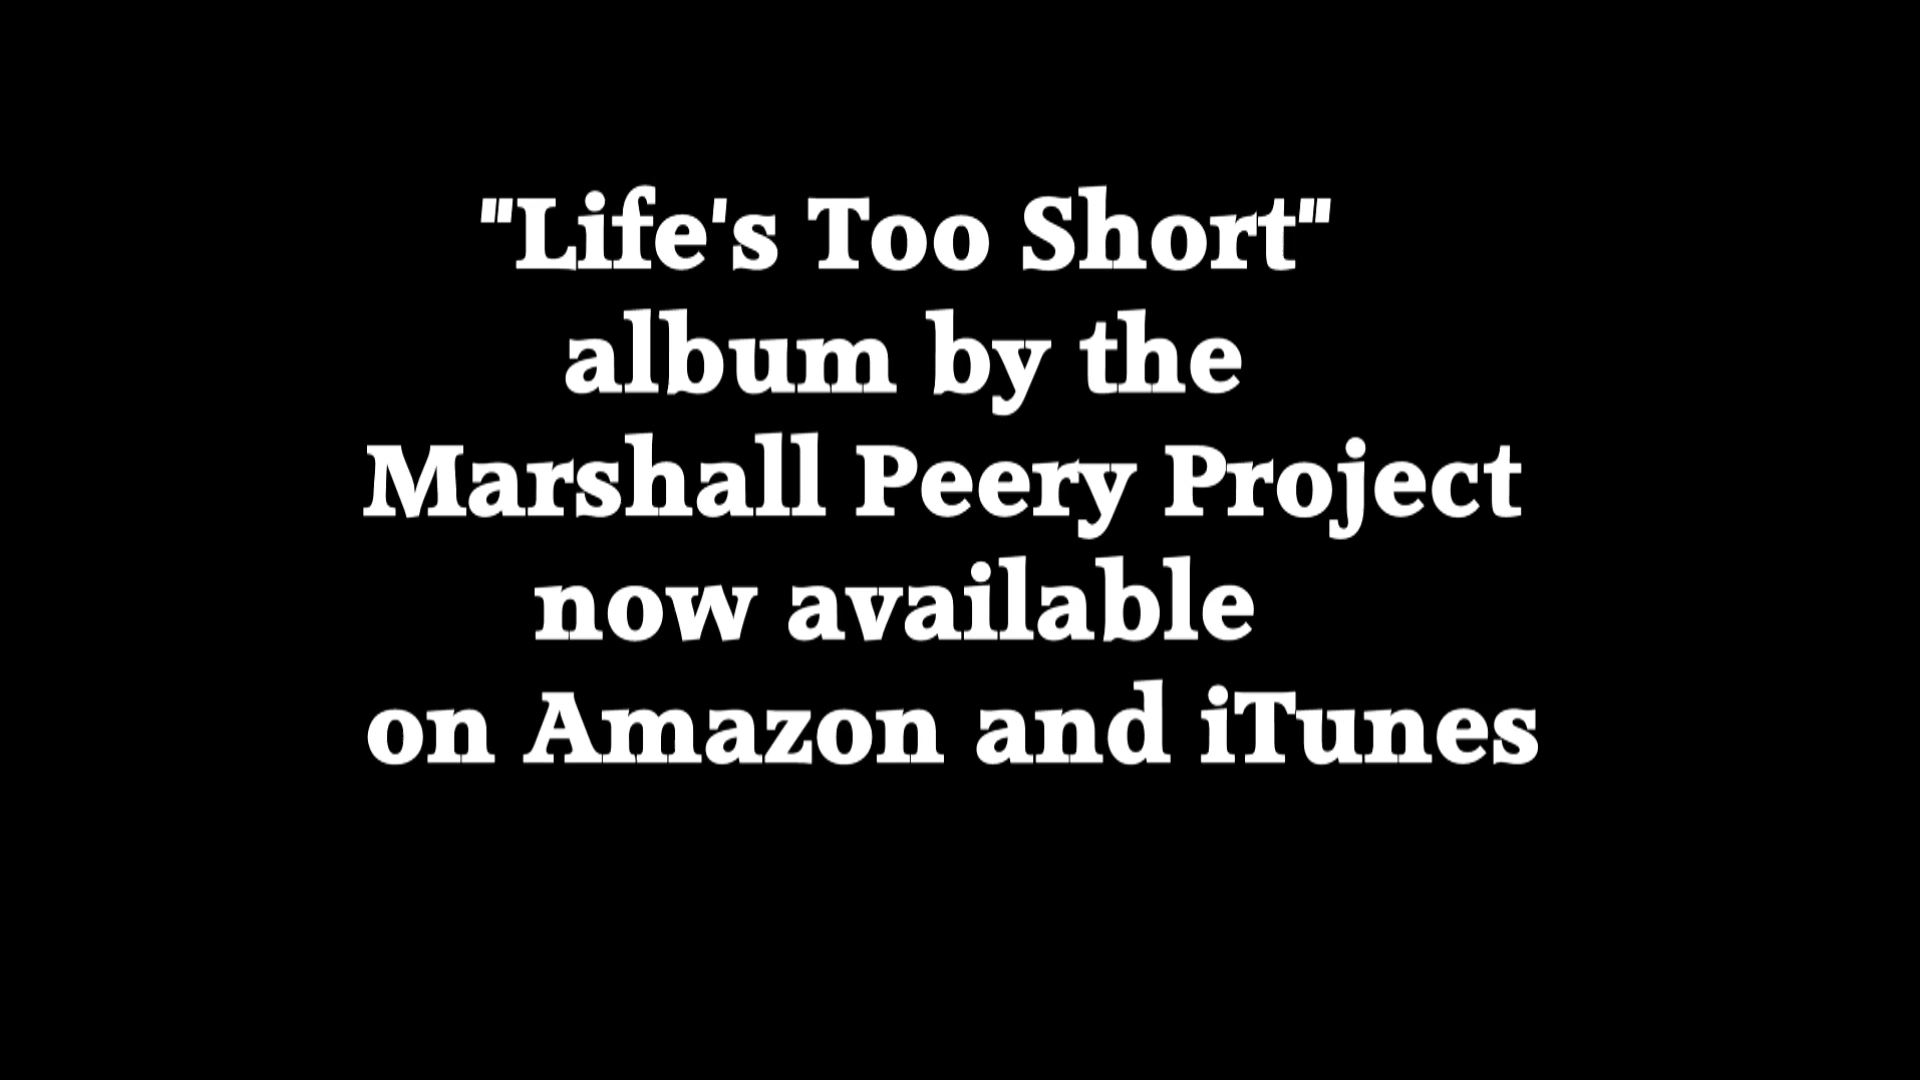 "Life's Too Short"
album by the
Marshall Peery Project
now available
on Amazon and iTunes